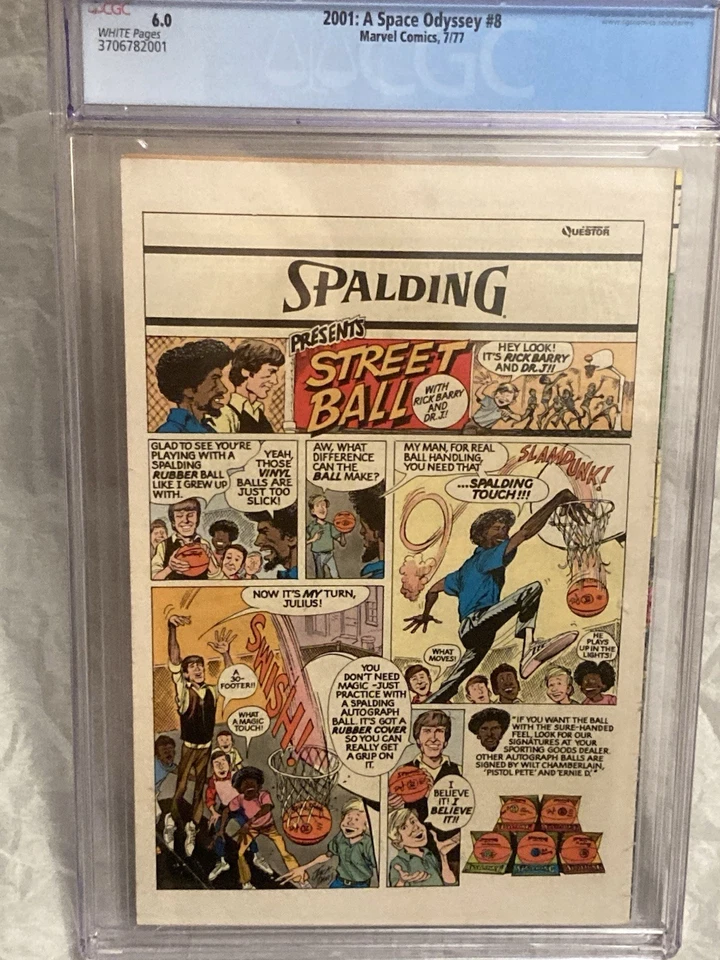 CGC
6.0
WHITE Pages
3706782001
2001: A Space Odyssey #8
Marvel Comics, 7/77
CGC
QUESTOR
SPALDING
PRESENTS
STREET
BALL
WITH
RICK BARRY
AND
DR. J!
HEY LOOK!
IT'S RICK BARRY
AND DR. J!!
GLAD TO SEE YOU'RE
PLAYING WITH A
SPALDING
RUBBER BALL
LIKE I GREW UP
WITH.
YEAH,
THOSE
VINYL
BALLS ARE
JUST TOO
SLICK!
AW, WHAT
DIFFERENCE
CAN THE
BALL MAKE?
MY MAN, FOR REAL
BALL HANDLING,
YOU NEED THAT
...SPALDING
TOUCH!!!
SLAMDUNK!
WHAT
MOVES!
HE
PLAYS
UP IN THE
LIGHTS!
NOW IT'S MY TURN,
JULIUS!
SWISH!
A
30-
FOOTER!!
WHAT
A MAGIC
TOUCH!
YOU
DON'T NEED
MAGIC -JUST
PRACTICE WITH
A SPALDING
AUTOGRAPH
BALL. IT'S GOT A
RUBBER COVER
SO YOU CAN
REALLY GET
A GRIP ON
IT.
I
BELIEVE
IT! I
BELIEVE
IT!!
"IF YOU WANT THE BALL
WITH THE SURE-HANDED
FEEL, LOOK FOR OUR
SIGNATURES AT YOUR
SPORTING GOODS DEALER.
OTHER AUTOGRAPH BALLS ARE
SIGNED BY WILT CHAMBERLAIN,
'PISTOL PETE' AND 'ERNIE D.'"